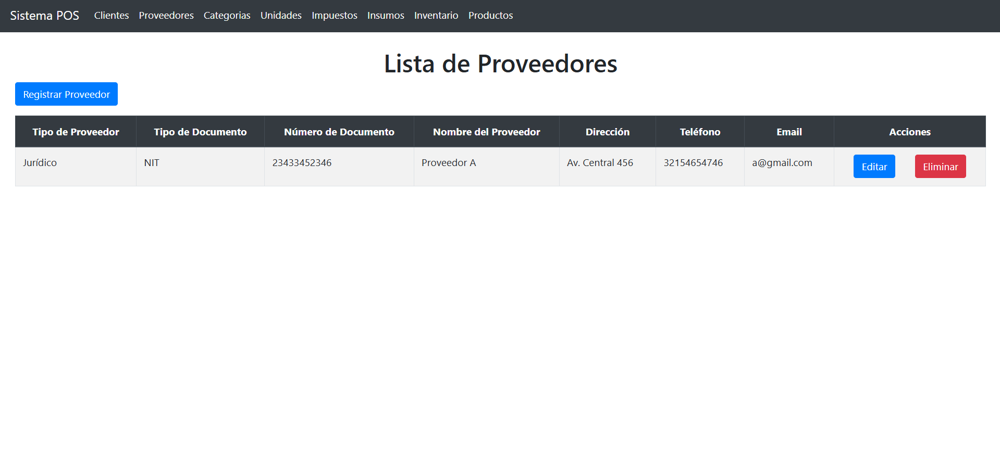 Sistema POS Clientes Proveedores Categorias Unidades Impuestos Insumos Inventario Productos
Lista de Proveedores
Registrar Proveedor
Tipo de Proveedor Tipo de Documento Número de Documento Nombre del Proveedor Dirección Teléfono Email Acciones
Jurídico NIT 23433452346 Proveedor A Av. Central 456 32154654746 a@gmail.com Editar Eliminar